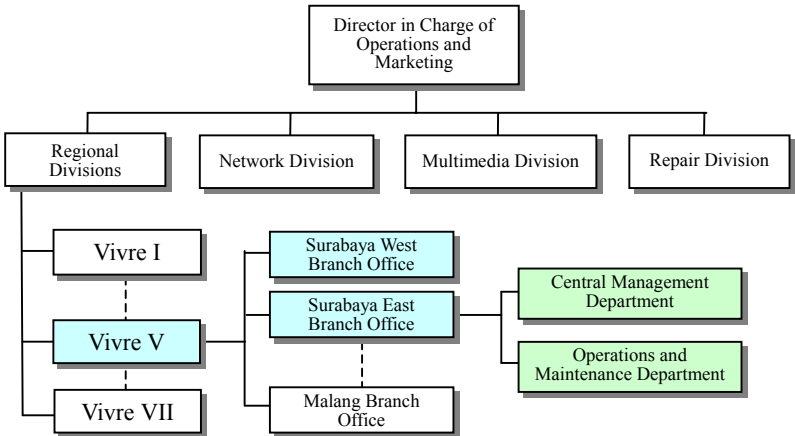 Director in Charge of
Operations and
Marketing
Regional
Divisions
Network Division
Multimedia Division
Repair Division
Vivre I
Vivre V
Vivre VII
Surabaya West
Branch Office
Surabaya East
Branch Office
Malang Branch
Office
Central Management
Department
Operations and
Maintenance Department